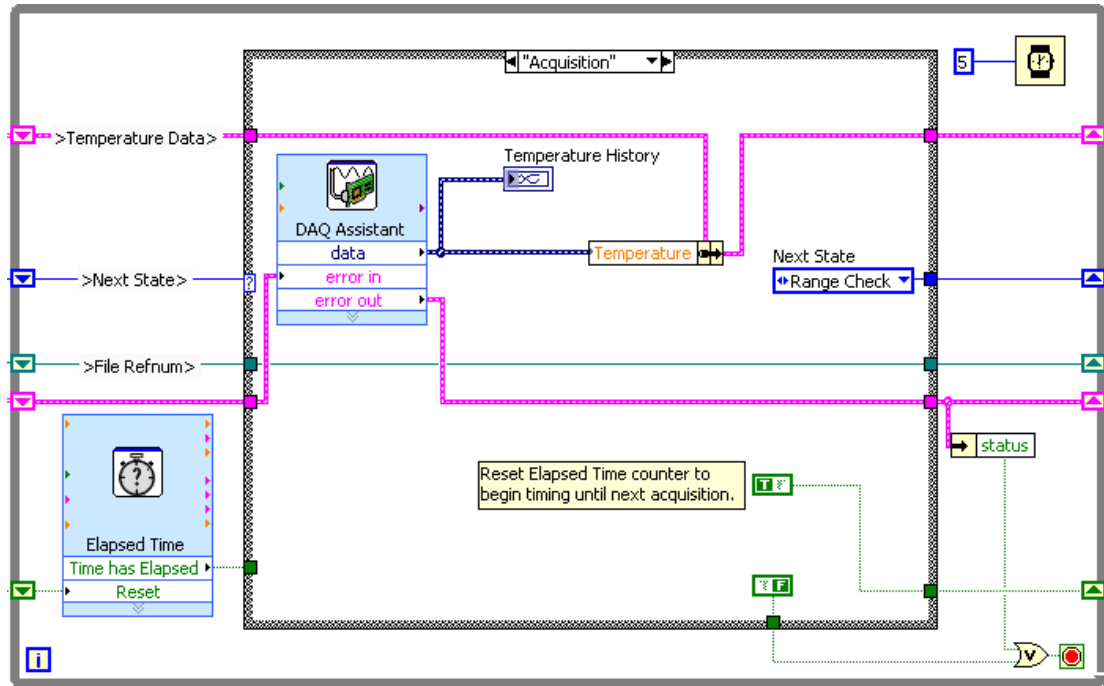 "Acquisition"
5
>Temperature Data>
Temperature History
DAQ Assistant
data
Temperature
error in
error out
>Next State>
?
Next State
Range Check
>File Refnum>
status
?
Elapsed Time
Time has Elapsed
Reset
Reset Elapsed Time counter to
begin timing until next acquisition.
T
F
V
i